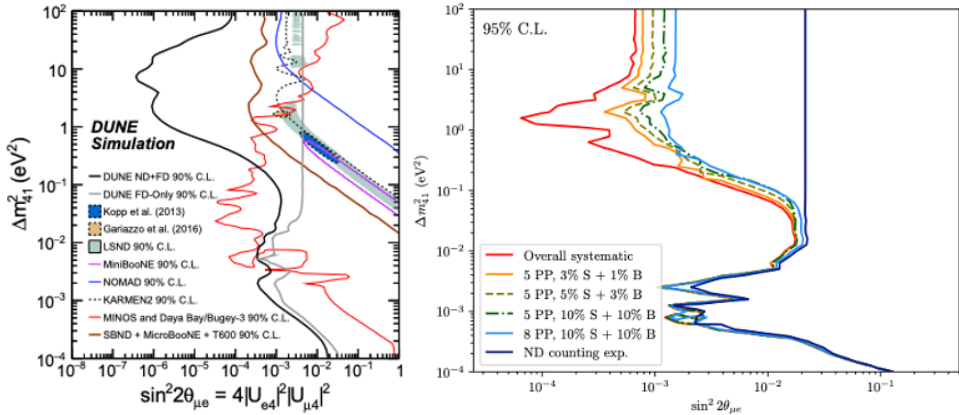 10²
10
1
10⁻¹
10⁻²
10⁻³
10⁻⁴
Δm²₄₁ (eV²)
DUNE
Simulation
DUNE ND+FD 90% C.L.
DUNE FD-Only 90% C.L.
Kopp et al. (2013)
Gariazzo et al. (2016)
LSND 90% C.L.
MiniBooNE 90% C.L.
NOMAD 90% C.L.
KARMEN2 90% C.L.
MINOS and Daya Bay/Bugey-3 90% C.L.
SBND + MicroBooNE + T600 90% C.L.
10⁻⁸ 10⁻⁷ 10⁻⁶ 10⁻⁵ 10⁻⁴ 10⁻³ 10⁻² 10⁻¹ 1
sin²2θμe = 4|Ue4|²|Uμ4|²
95% C.L.
10²
10¹
10⁰
10⁻¹
10⁻²
10⁻³
10⁻⁴
Δm²₄₁ (eV²)
Overall systematic
5 PP, 3% S + 1% B
5 PP, 5% S + 3% B
5 PP, 10% S + 10% B
8 PP, 10% S + 10% B
ND counting exp.
10⁻⁴ 10⁻³ 10⁻² 10⁻¹
sin² 2θμe